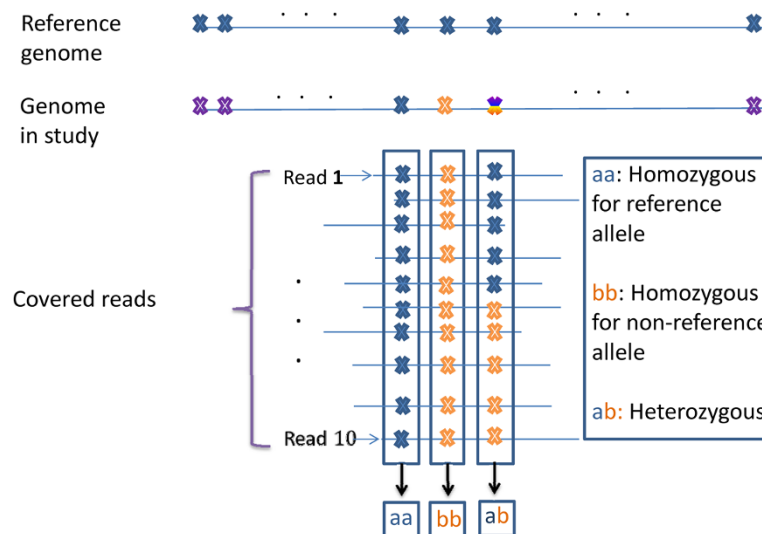 Reference
genome
Genome
in study
Read 1
Covered reads
Read 10
aa: Homozygous
for reference
allele
bb: Homozygous
for non-reference
allele
ab: Heterozygous
aa
bb
ab